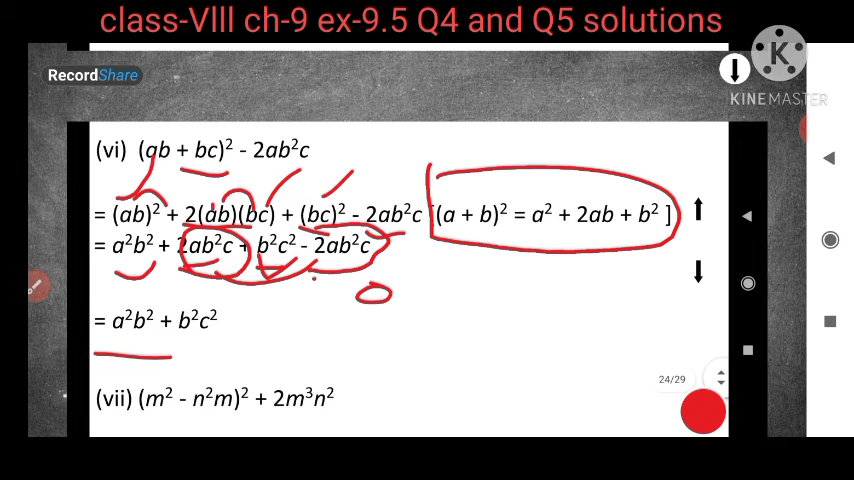 class-VIII ch-9 ex-9.5 Q4 and Q5 solutions
RecordShare
K
KINEMASTER
(vi) (ab + bc)² - 2ab²c
= (ab)² + 2(ab)(bc) + (bc)² - 2ab²c [(a + b)² = a² + 2ab + b² ]
= a²b² + 2ab²c + b²c² - 2ab²c
0
= a²b² + b²c²
24/29
(vii) (m² - n²m)² + 2m³n²